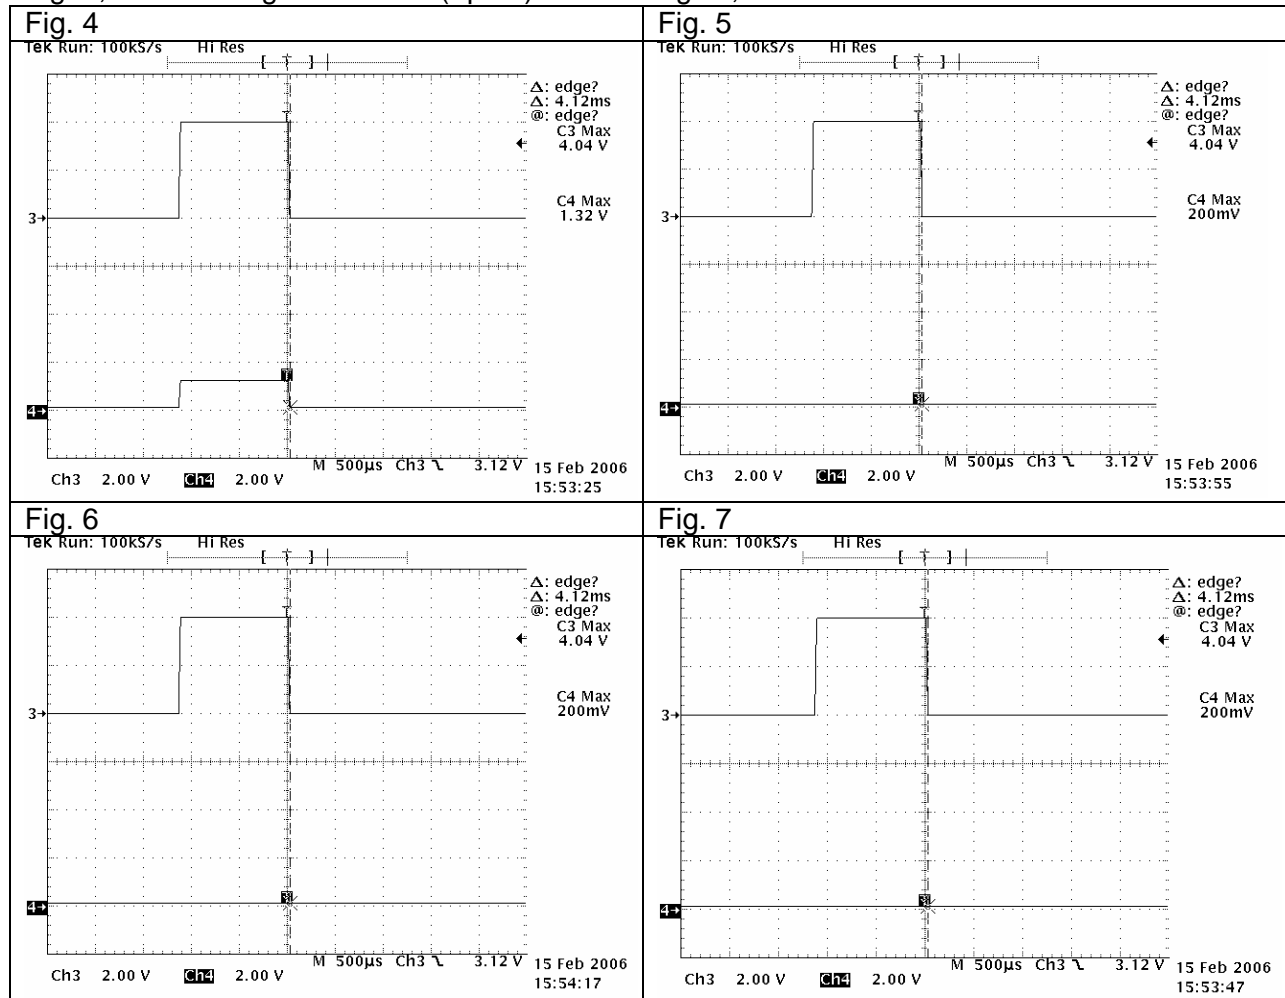 Fig. 4
Tek Run: 100kS/s Hi Res
Δ: edge?
Δ: 4.12ms
@: edge?
C3 Max
4.04 V
C4 Max
1.32 V
3
4
Ch3 2.00 V Ch4 2.00 V M 500µs Ch3 3.12 V
15 Feb 2006
15:53:25
Fig. 5
Tek Run: 100kS/s Hi Res
Δ: edge?
Δ: 4.12ms
@: edge?
C3 Max
4.04 V
C4 Max
200mV
3
4
Ch3 2.00 V Ch4 2.00 V M 500µs Ch3 3.12 V
15 Feb 2006
15:53:55
Fig. 6
Tek Run: 100kS/s Hi Res
Δ: edge?
Δ: 4.12ms
@: edge?
C3 Max
4.04 V
C4 Max
200mV
3
4
Ch3 2.00 V Ch4 2.00 V M 500µs Ch3 3.12 V
15 Feb 2006
15:54:17
Fig. 7
Tek Run: 100kS/s Hi Res
Δ: edge?
Δ: 4.12ms
@: edge?
C3 Max
4.04 V
C4 Max
200mV
3
4
Ch3 2.00 V Ch4 2.00 V M 500µs Ch3 3.12 V
15 Feb 2006
15:53:47